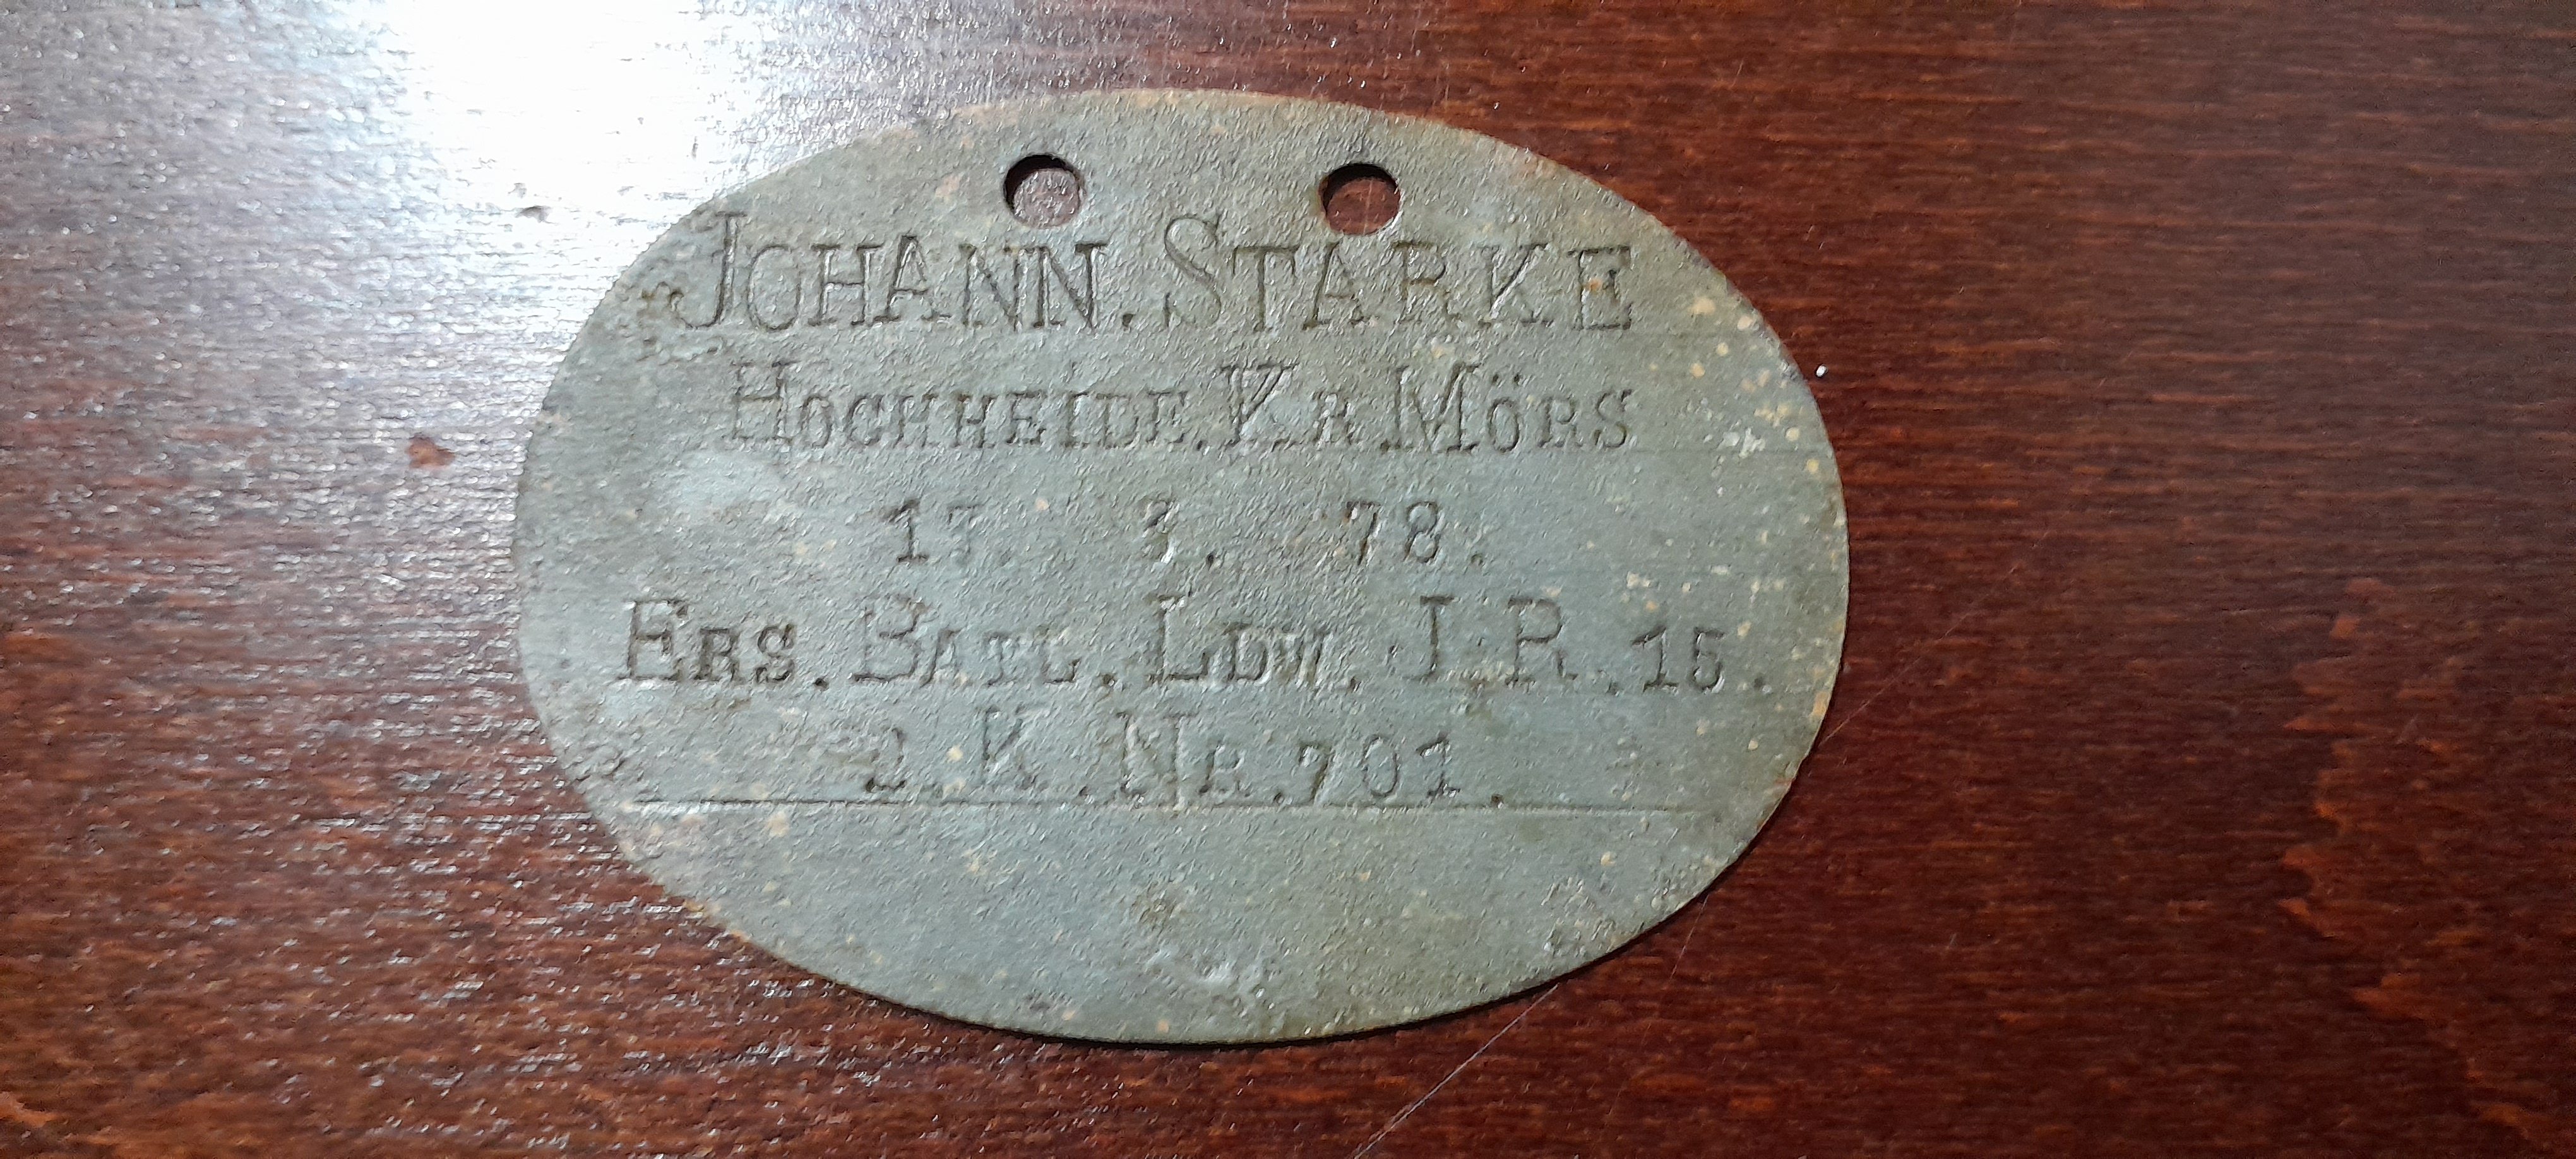 JOHANN. STARKE
HOCHHEIDE. KR. MÖRS
17. 3. 78.
ERS. BATL. LDW. J. R. 15.
2. K. NR. 701.